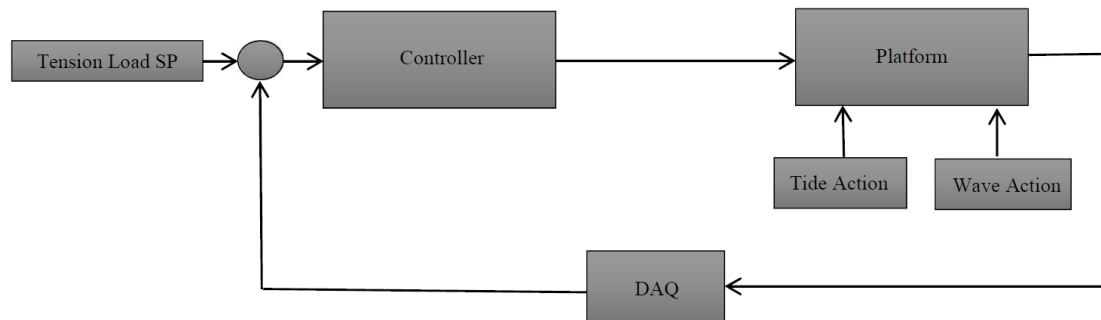 Tension Load SP
Controller
Platform
Tide Action
Wave Action
DAQ